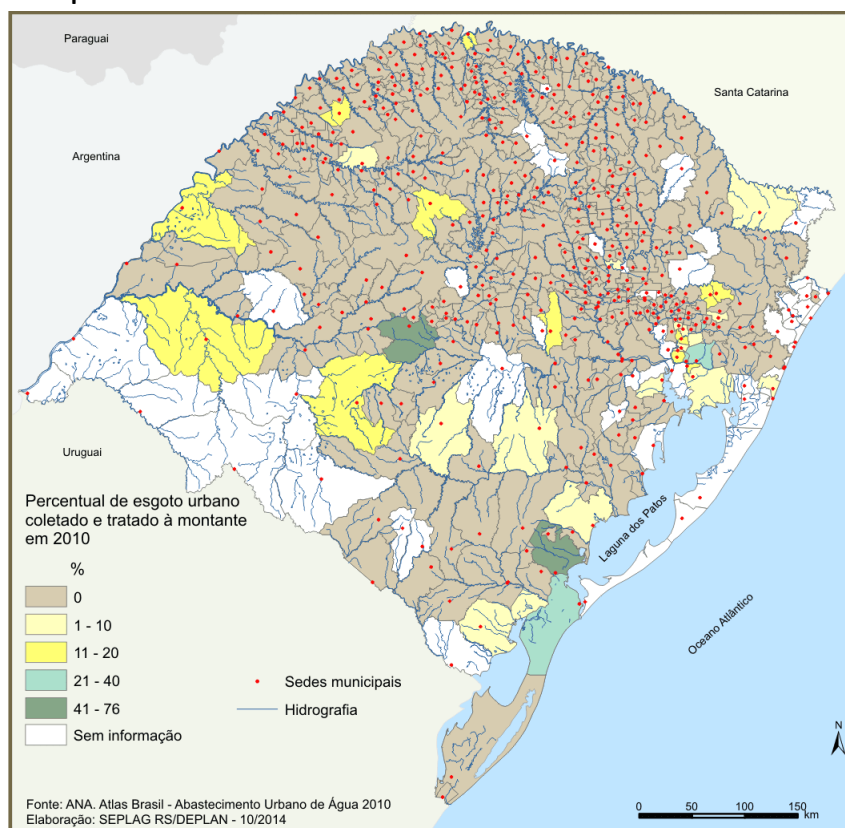 Paraguai
Santa Catarina
Argentina
Uruguai
Laguna dos Patos
Oceano Atlântico
Percentual de esgoto urbano
coletado e tratado à montante
em 2010
%
0
1 - 10
11 - 20
21 - 40
41 - 76
Sem informação
Sedes municipais
Hidrografia
N
Fonte: ANA. Atlas Brasil - Abastecimento Urbano de Água 2010
Elaboração: SEPLAG RS/DEPLAN - 10/2014
0 50 100 150
km